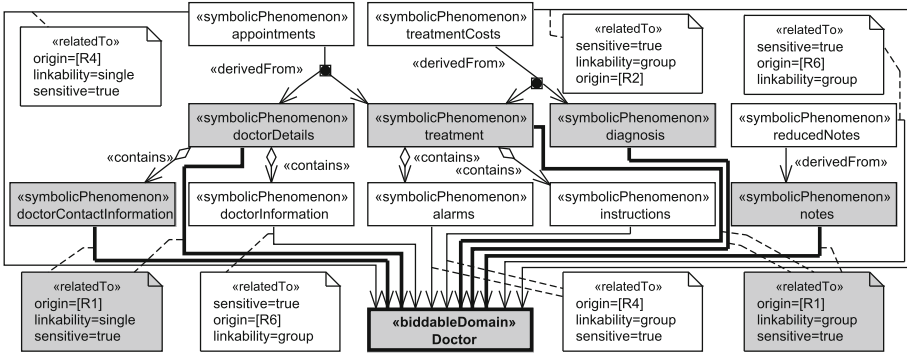 «symbolicPhenomenon»
appointments
«symbolicPhenomenon»
treatmentCosts
«relatedTo»
origin=[R4]
linkability=single
sensitive=true
«relatedTo»
sensitive=true
linkability=group
origin=[R2]
«relatedTo»
sensitive=true
origin=[R6]
linkability=group
«derivedFrom»
«derivedFrom»
«symbolicPhenomenon»
doctorDetails
«symbolicPhenomenon»
treatment
«symbolicPhenomenon»
diagnosis
«symbolicPhenomenon»
reducedNotes
«contains»
«contains»
«contains»
«contains»
«derivedFrom»
«symbolicPhenomenon»
doctorContactInformation
«symbolicPhenomenon»
doctorInformation
«symbolicPhenomenon»
alarms
«symbolicPhenomenon»
instructions
«symbolicPhenomenon»
notes
«relatedTo»
origin=[R1]
linkability=single
sensitive=true
«relatedTo»
sensitive=true
origin=[R6]
linkability=group
«biddableDomain»
Doctor
«relatedTo»
origin=[R4]
linkability=group
sensitive=true
«relatedTo»
origin=[R1]
linkability=group
sensitive=true